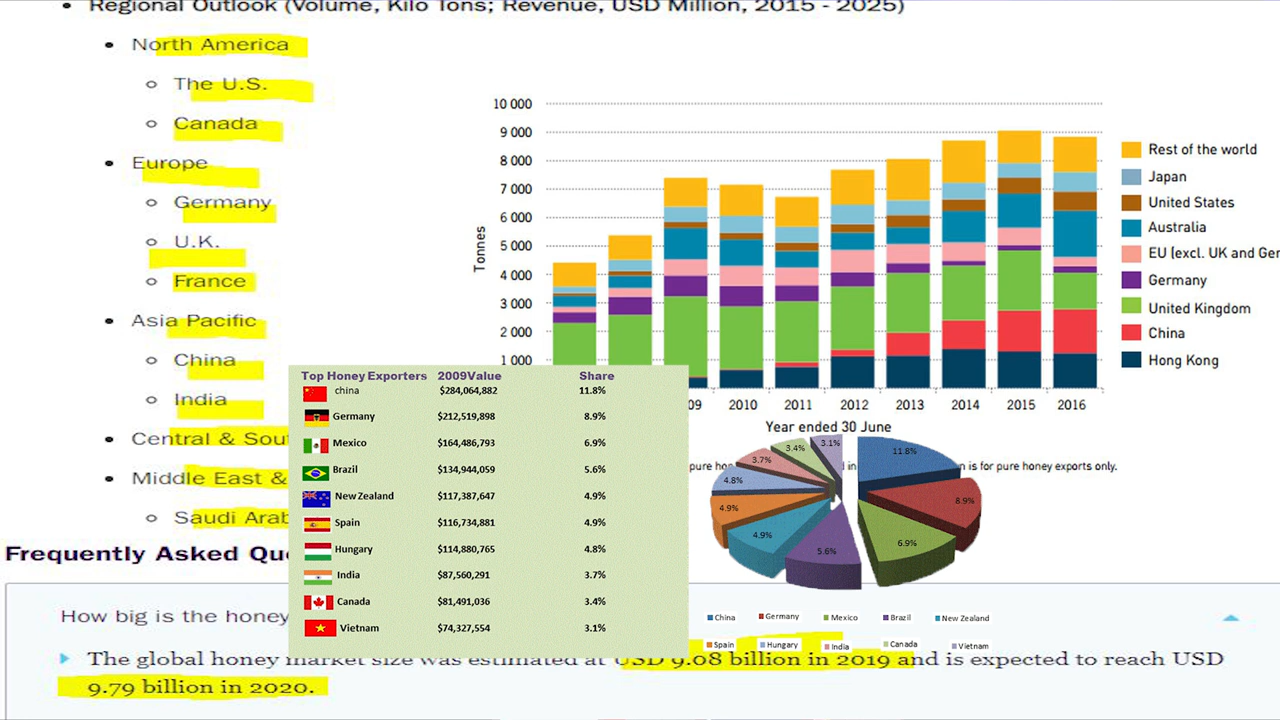 Regional Outlook (Volume, Kilo Tons; Revenue, USD Million, 2015 - 2025)
North America
The U.S.
Canada
Europe
Germany
U.K.
France
Asia Pacific
China
India
Central & Sou
Middle East &
Saudi Arab
Frequently Asked Qu
How big is the honey
The global honey market size was estimated at USD 9.08 billion in 2019 and is expected to reach USD
9.79 billion in 2020.
Tonnes
10 000
9 000
8 000
7 000
6 000
5 000
4 000
3 000
2 000
1 000
09 2010 2011 2012 2013 2014 2015 2016
Year ended 30 June
Rest of the world
Japan
United States
Australia
EU (excl. UK and Ger
Germany
United Kingdom
China
Hong Kong
pure hon
n is for pure honey exports only.
Top Honey Exporters 2009Value Share
china $284,064,882 11.8%
Germany $212,519,898 8.9%
Mexico $164,486,793 6.9%
Brazil $134,944,059 5.6%
New Zealand $117,387,647 4.9%
Spain $116,734,881 4.9%
Hungary $114,880,765 4.8%
India $87,560,291 3.7%
Canada $81,491,036 3.4%
Vietnam $74,327,554 3.1%
11.8%
8.9%
6.9%
5.6%
4.9%
4.9%
4.8%
3.7%
3.4%
3.1%
China Germany Mexico Brazil New Zealand
Spain Hungary India Canada Vietnam